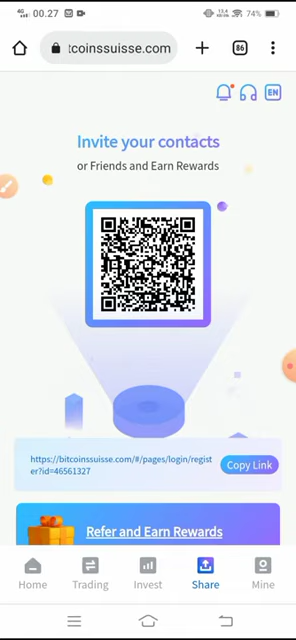 4G 00.27 74%
tcoinssuisse.com 86
EN
Invite your contacts
or Friends and Earn Rewards
https://bitcoinssuisse.com/#/pages/login/regist
er?id=46561327
Copy Link
Refer and Earn Rewards
Home Trading Invest Share Mine